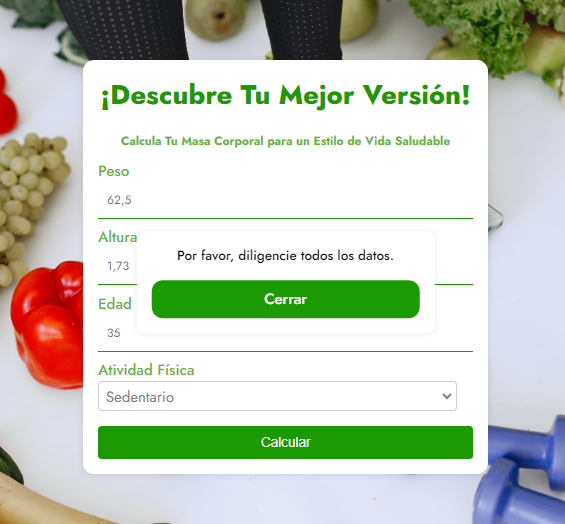 ¡Descubre Tu Mejor Versión!
Calcula Tu Masa Corporal para un Estilo de Vida Saludable
Peso
62,5
Altura
1,73
Por favor, diligencie todos los datos.
Cerrar
Edad
35
Atividad Física
Sedentario
Calcular